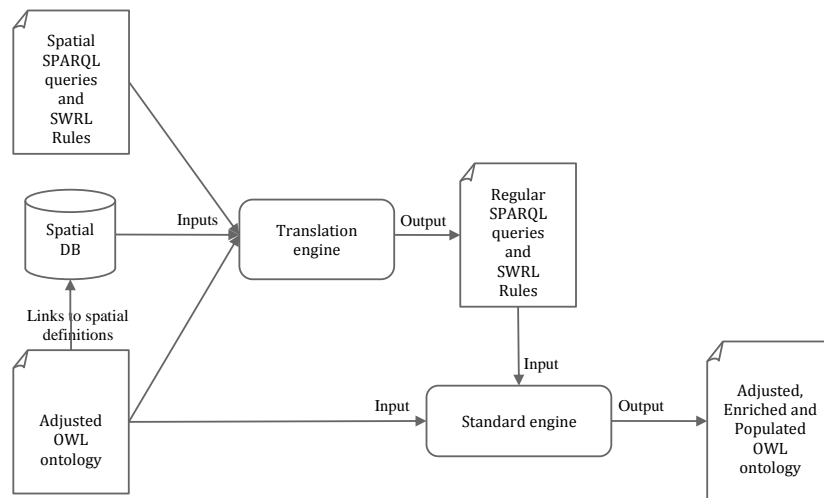 Spatial
SPARQL
queries
and
SWRL
Rules
Spatial
DB
Inputs
Translation
engine
Output
Regular
SPARQL
queries
and
SWRL
Rules
Links to spatial
definitions
Adjusted
OWL
ontology
Input
Input
Standard engine
Output
Adjusted,
Enriched and
Populated
OWL
ontology